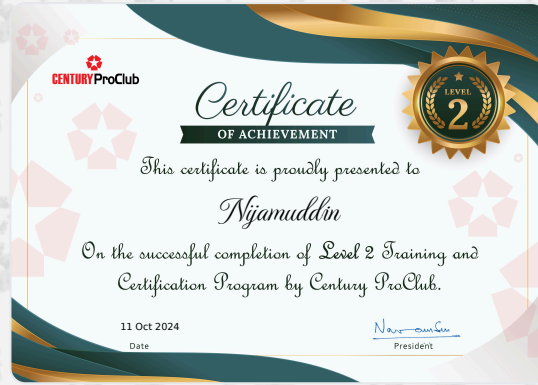 CENTURY ProClub
Certificate
OF ACHIEVEMENT
LEVEL
2
This certificate is proudly presented to
Nijamuddin
On the successful completion of Level 2 Training and
Certification Program by Century ProClub.
11 Oct 2024
Date
President